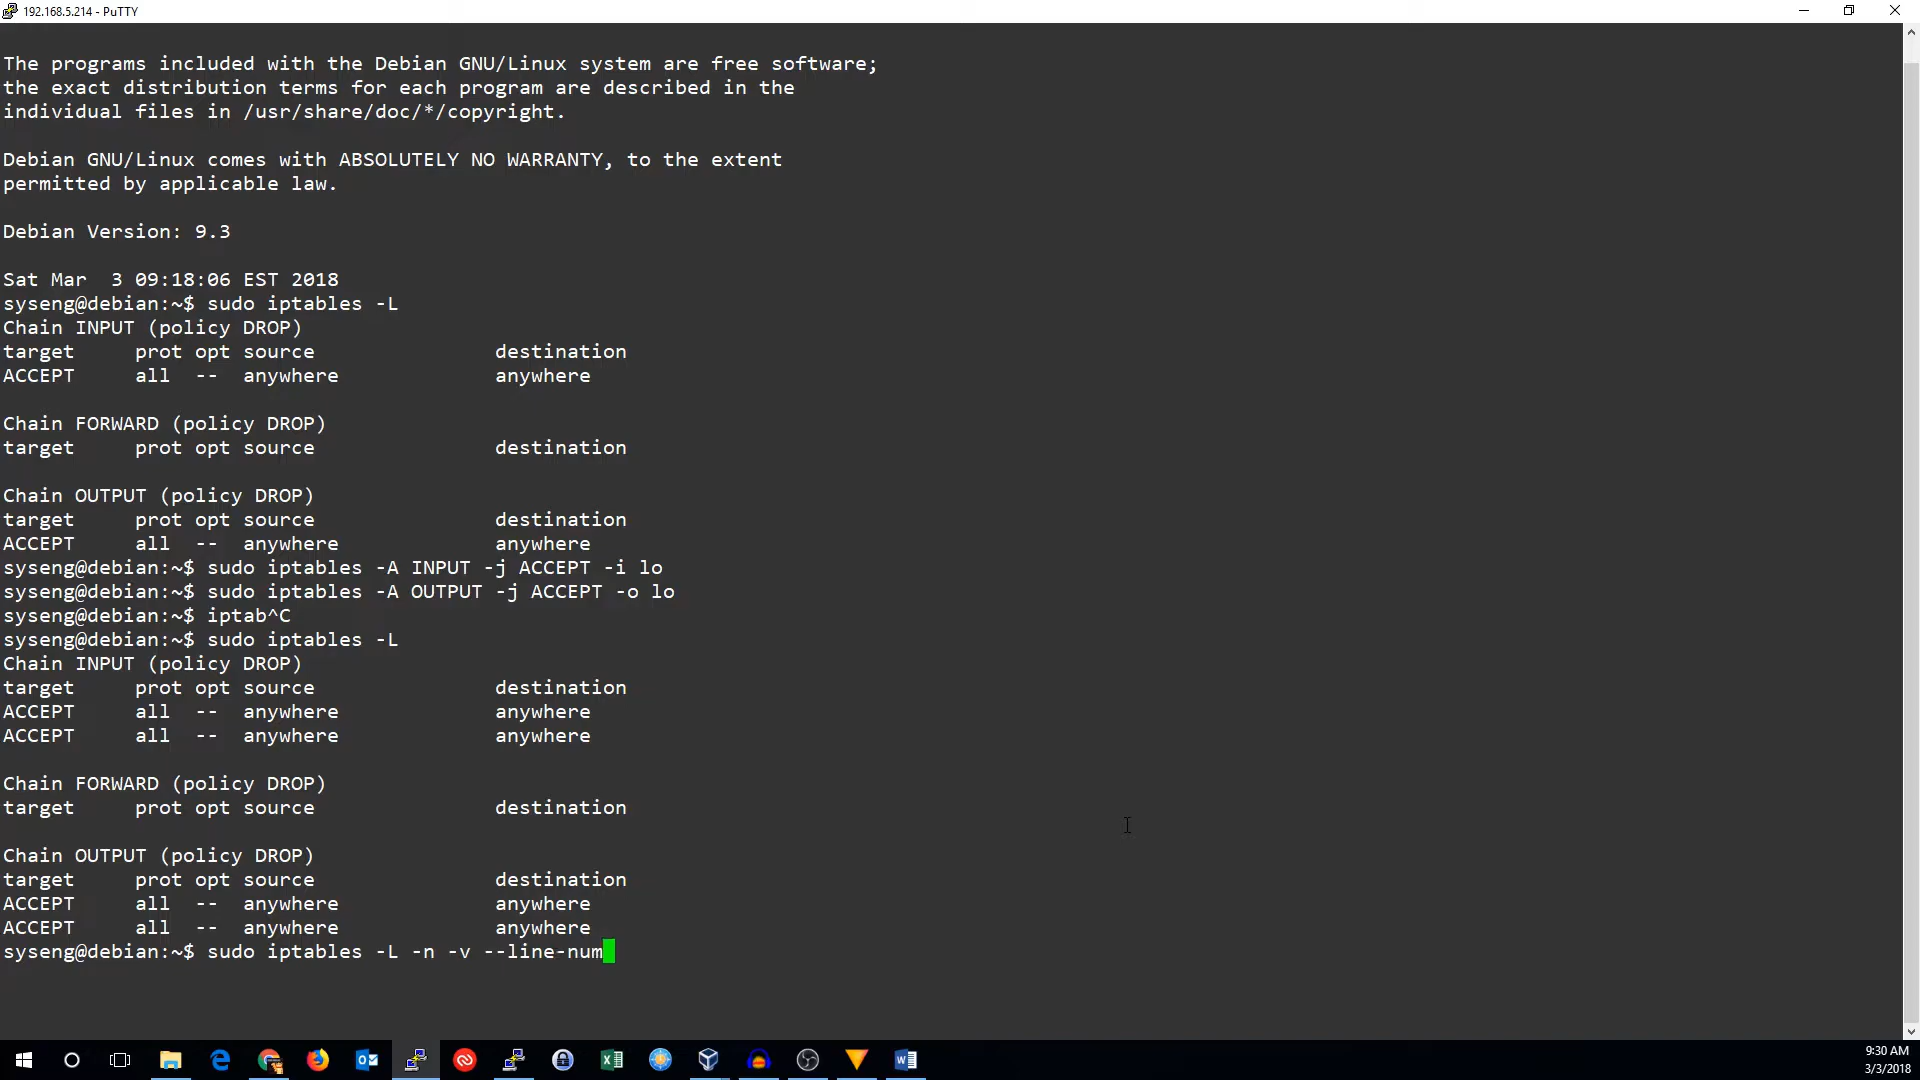 192.168.5.214 - PuTTY
The programs included with the Debian GNU/Linux system are free software;
the exact distribution terms for each program are described in the
individual files in /usr/share/doc/*/copyright.
Debian GNU/Linux comes with ABSOLUTELY NO WARRANTY, to the extent
permitted by applicable law.
Debian Version: 9.3
Sat Mar  3 09:18:06 EST 2018
syseng@debian:~$ sudo iptables -L
Chain INPUT (policy DROP)
target     prot opt source               destination
ACCEPT     all  --  anywhere             anywhere
Chain FORWARD (policy DROP)
target     prot opt source               destination
Chain OUTPUT (policy DROP)
target     prot opt source               destination
ACCEPT     all  --  anywhere             anywhere
syseng@debian:~$ sudo iptables -A INPUT -j ACCEPT -i lo
syseng@debian:~$ sudo iptables -A OUTPUT -j ACCEPT -o lo
syseng@debian:~$ iptab^C
syseng@debian:~$ sudo iptables -L
Chain INPUT (policy DROP)
target     prot opt source               destination
ACCEPT     all  --  anywhere             anywhere
ACCEPT     all  --  anywhere             anywhere
Chain FORWARD (policy DROP)
target     prot opt source               destination
Chain OUTPUT (policy DROP)
target     prot opt source               destination
ACCEPT     all  --  anywhere             anywhere
ACCEPT     all  --  anywhere             anywhere
syseng@debian:~$ sudo iptables -L -n -v --line-num
9:30 AM
3/3/2018